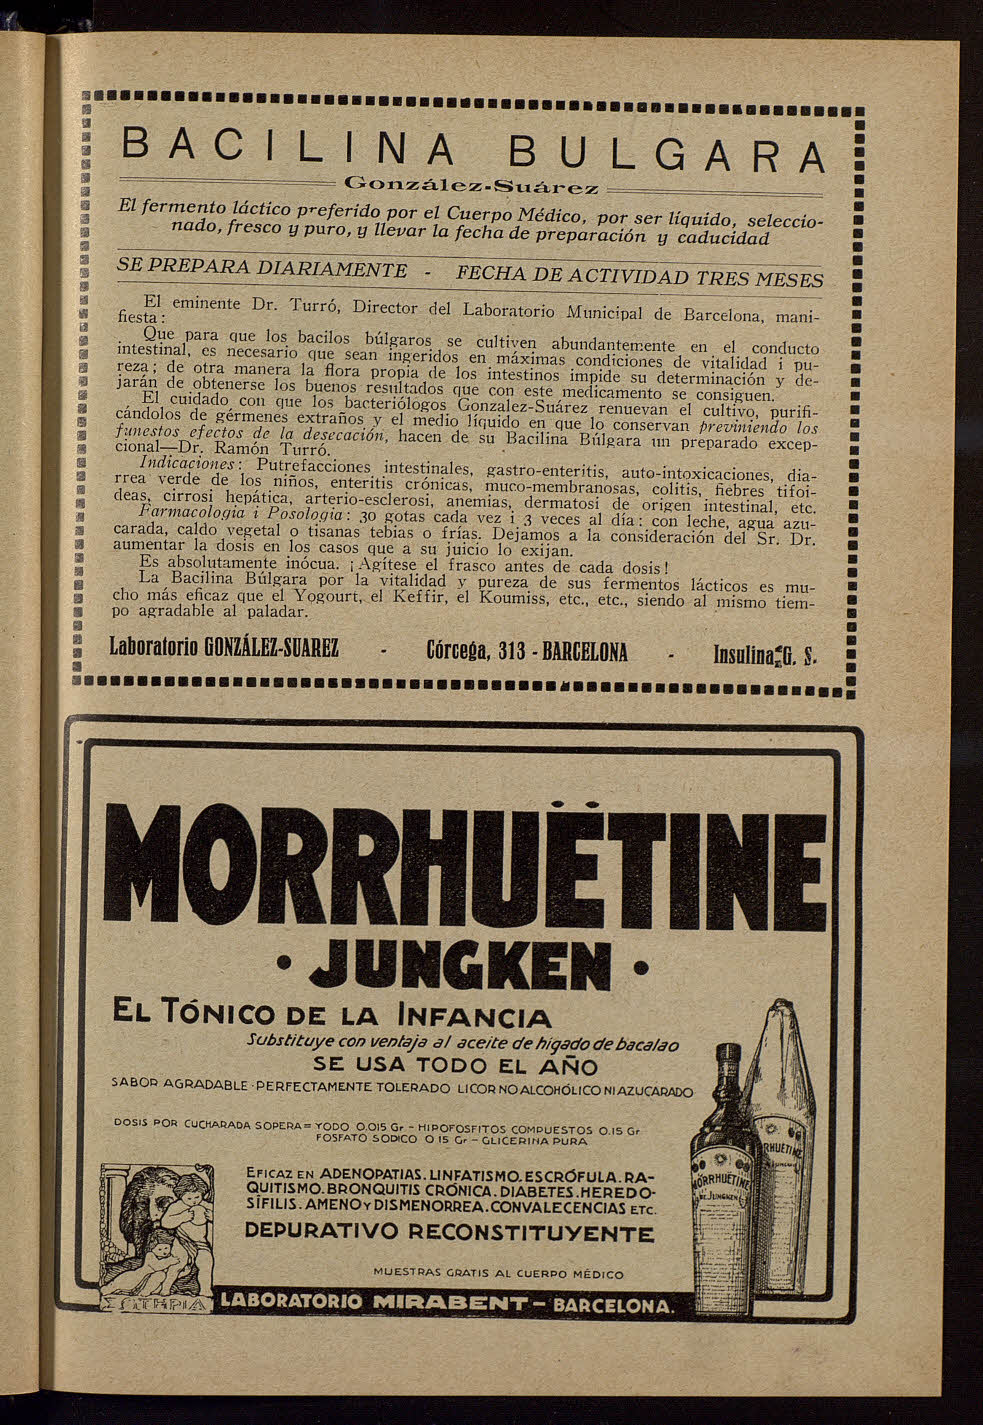 BACILINA BULGARA
González-Suárez
El fermento láctico preferido por el Cuerpo Médico, por ser líquido, seleccio-
nado, fresco y puro, y llevar la fecha de preparación y caducidad
SE PREPARA DIARIAMENTE - FECHA DE ACTIVIDAD TRES MESES
El eminente Dr. Turró, Director del Laboratorio Municipal de Barcelona, mani-
fiesta:
Que para que los bacilos búlgaros se cultiven abundantemente en el conducto
intestinal, es necesario que sean ingeridos en máximas condiciones de vitalidad i pu-
reza; de otra manera la flora propia de los intestinos impide su determinación y de-
jarán de obtenerse los buenos resultados que con este medicamento se consiguen.
El cuidado con que los bacteriólogos Gonzalez-Suárez renuevan el cultivo, purifi-
cándolos de gérmenes extraños y el medio líquido en que lo conservan previniendo los
funestos efectos de la desecación, hacen de su Bacilina Búlgara un preparado excep-
cional—Dr. Ramón Turró.
Indicaciones: Putrefacciones intestinales, gastro-enteritis, auto-intoxicaciones, dia-
rrea verde de los niños, enteritis crónicas, muco-membranosas, colitis, fiebres tifoi-
deas, cirrosi hepática, arterio-esclerosi, anemias, dermatosi de origen intestinal, etc.
Farmacologia i Posologia: 30 gotas cada vez i 3 veces al día: con leche, agua azu-
carada, caldo vegetal o tisanas tebias o frías. Dejamos a la consideración del Sr. Dr.
aumentar la dosis en los casos que a su juicio lo exijan.
Es absolutamente inócua. ¡Agítese el frasco antes de cada dosis!
La Bacilina Búlgara por la vitalidad y pureza de sus fermentos lácticos es mu-
cho más eficaz que el Yogourt, el Keffir, el Koumiss, etc., etc., siendo al mismo tiem-
po agradable al paladar.
Laboratorio GONZÁLEZ-SUAREZ - Córcega, 313 - BARCELONA - Insulina G. S.
MORRHUËTINE
· JUNGKEN ·
EL TÓNICO DE LA INFANCIA
Substituye con ventaja al aceite de higado de bacalao
SE USA TODO EL AÑO
SABOR AGRADABLE · PERFECTAMENTE TOLERADO LICOR NO ALCOHÓLICO NI AZUCARADO
DOSIS POR CUCHARADA SOPERA = YODO 0.015 Gr - HIPOFOSFITOS COMPUESTOS 0.15 Gr
FOSFATO SODICO 0 15 Gr - GLICERINA PURA
EFICAZ EN ADENOPATIAS. LINFATISMO. ESCRÓFULA. RA-
QUITISMO. BRONQUITIS CRÓNICA. DIABETES. HEREDO-
SÍFILIS. AMENO Y DISMENORREA. CONVALECENCIAS ETC.
DEPURATIVO RECONSTITUYENTE
MUESTRAS GRATIS AL CUERPO MÉDICO
LABORATORIO MIRABENT - BARCELONA.
MORRHUËTINE
DE JUNGKEN